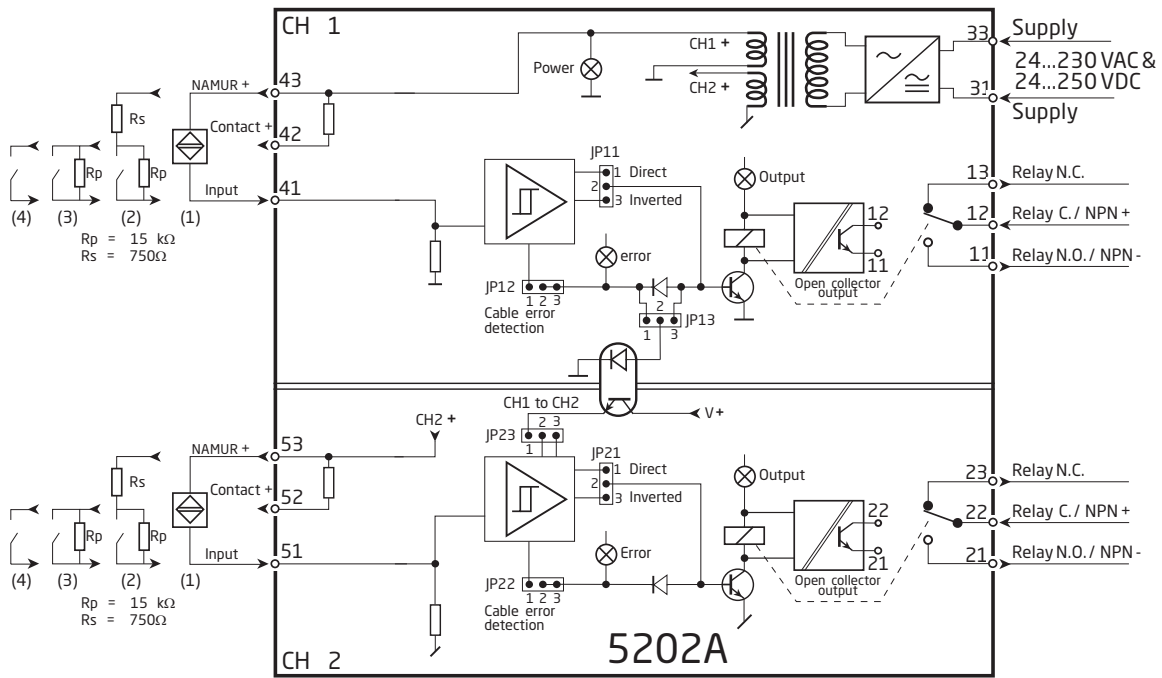 CH 1
33
Supply
24...230 VAC &
24...250 VDC
31
Supply
CH1 +
CH2 +
Power
NAMUR +
43
Rs
Contact +
42
Rp
Rp
Input
41
(4)
(3)
(2)
(1)
Rp = 15 kΩ
Rs = 750Ω
JP11
1 Direct
2
3 Inverted
Output
error
JP12
1 2 3
Cable error
detection
2
1
3
JP13
12
11
Open collector
output
13
Relay N.C.
12
Relay C. / NPN +
11
Relay N.O. / NPN -
CH1 to CH2
V+
CH2 +
JP23
2 3
1
NAMUR +
53
Rs
Contact +
52
Rp
Rp
Input
51
(4)
(3)
(2)
(1)
Rp = 15 kΩ
Rs = 750Ω
JP21
1 Direct
2
3 Inverted
Output
Error
JP22
1 2 3
Cable error
detection
22
21
Open collector
output
23
Relay N.C.
22
Relay C. / NPN +
21
Relay N.O. / NPN -
5202A
CH 2